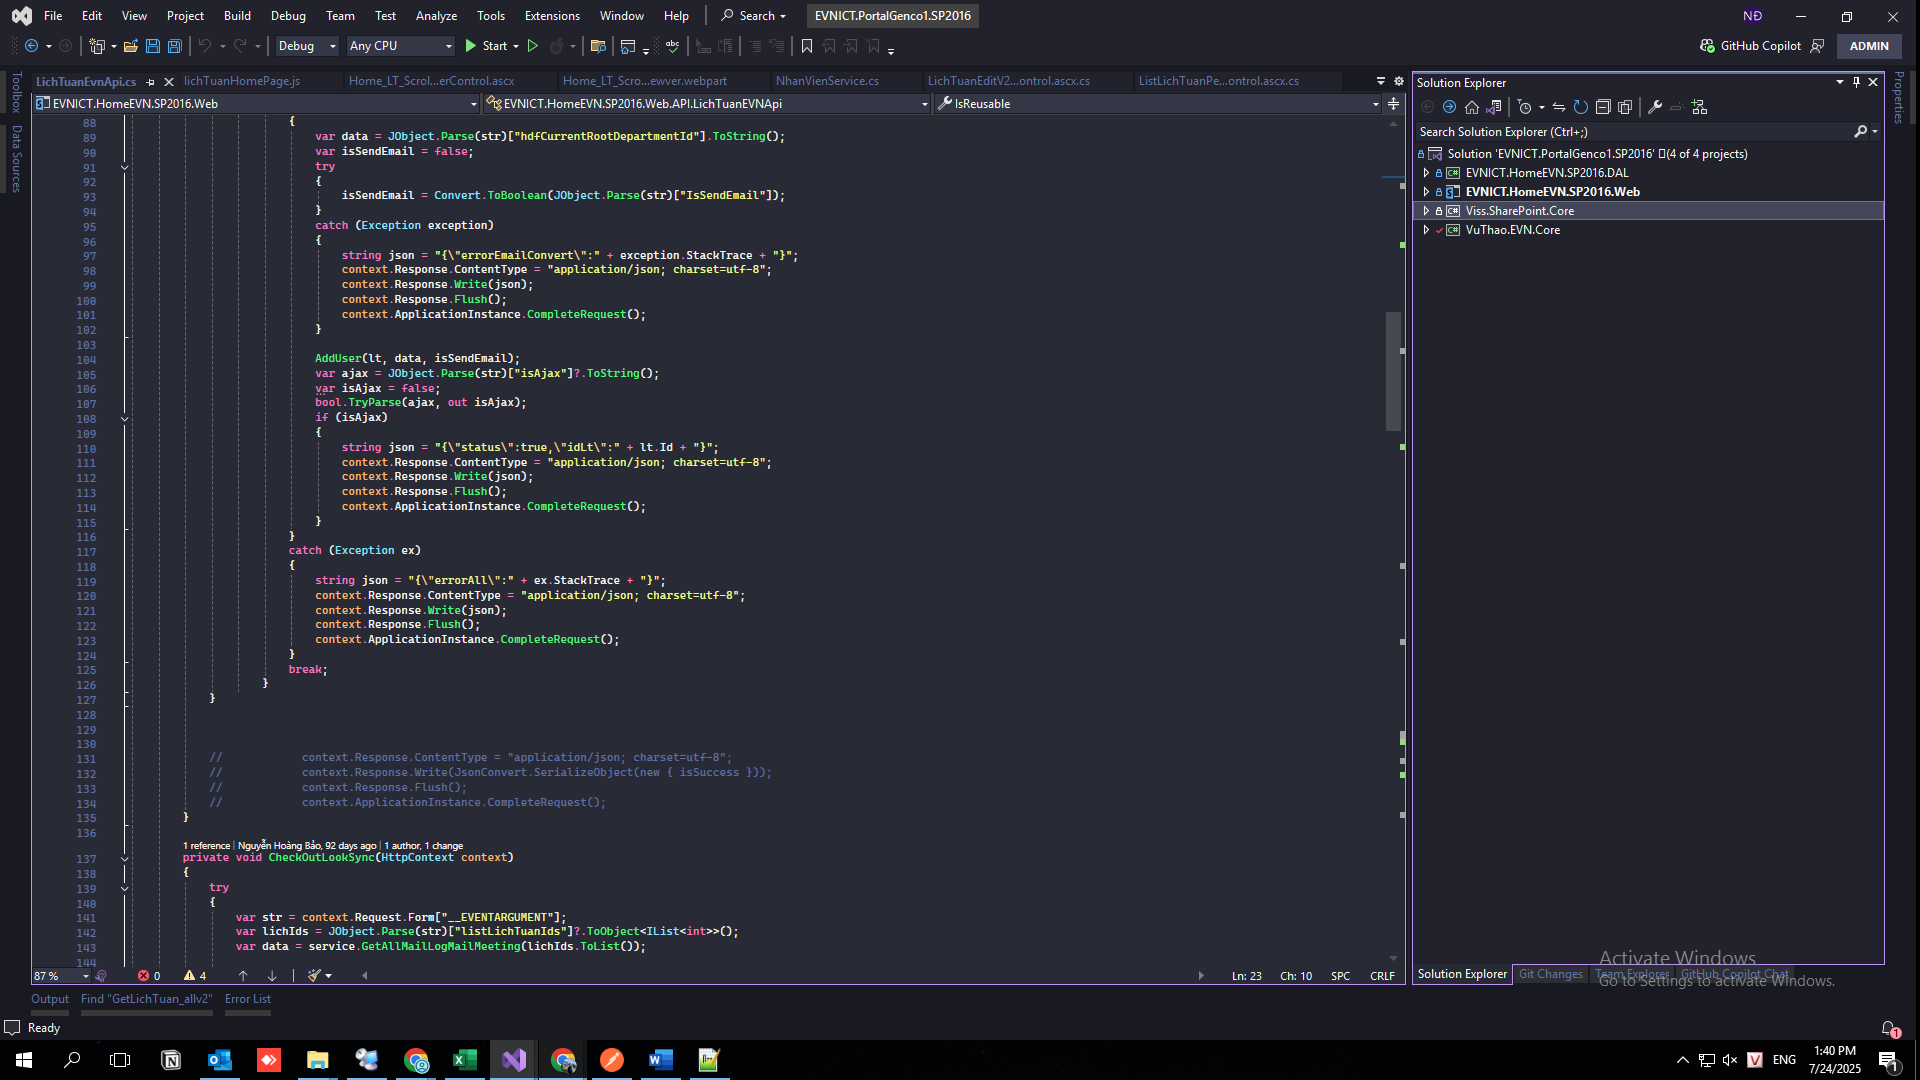 File Edit View Project Build Debug Team Test Analyze Tools Extensions Window Help Search EVNICT.PortalGenco1.SP2016 NĐ
Debug Any CPU Start GitHub Copilot ADMIN
LichTuanEvnApi.cs lichTuanHomePage.js Home_LT_Scrol...erControl.ascx Home_LT_Scro...ewver.webpart NhanVienService.cs LichTuanEditV2...ontrol.ascx.cs ListLichTuanPe...ontrol.ascx.cs
EVNICT.HomeEVN.SP2016.Web EVNICT.HomeEVN.SP2016.Web.API.LichTuanEVNApi IsReusable
Toolbox
Data Sources
88 {
89 var data = JObject.Parse(str)["hdfCurrentRootDepartmentId"].ToString();
90 var isSendEmail = false;
91 try
92 {
93 isSendEmail = Convert.ToBoolean(JObject.Parse(str)["IsSendEmail"]);
94 }
95 catch (Exception exception)
96 {
97 string json = "{\"errorEmailConvert\":" + exception.StackTrace + "}";
98 context.Response.ContentType = "application/json; charset=utf-8";
99 context.Response.Write(json);
100 context.Response.Flush();
101 context.ApplicationInstance.CompleteRequest();
102 }
103
104 AddUser(lt, data, isSendEmail);
105 var ajax = JObject.Parse(str)["isAjax"]?.ToString();
106 var isAjax = false;
107 bool.TryParse(ajax, out isAjax);
108 if (isAjax)
109 {
110 string json = "{\"status\":true,\"idLt\":" + lt.Id + "}";
111 context.Response.ContentType = "application/json; charset=utf-8";
112 context.Response.Write(json);
113 context.Response.Flush();
114 context.ApplicationInstance.CompleteRequest();
115 }
116 }
117 catch (Exception ex)
118 {
119 string json = "{\"errorAll\":" + ex.StackTrace + "}";
120 context.Response.ContentType = "application/json; charset=utf-8";
121 context.Response.Write(json);
122 context.Response.Flush();
123 context.ApplicationInstance.CompleteRequest();
124 }
125 break;
126 }
127 }
128
129
130
131 // context.Response.ContentType = "application/json; charset=utf-8";
132 // context.Response.Write(JsonConvert.SerializeObject(new { isSuccess }));
133 // context.Response.Flush();
134 // context.ApplicationInstance.CompleteRequest();
135 }
136
1 reference | Nguyễn Hoàng Bảo, 92 days ago | 1 author, 1 change
137 private void CheckOutLookSync(HttpContext context)
138 {
139 try
140 {
141 var str = context.Request.Form["__EVENTARGUMENT"];
142 var lichIds = JObject.Parse(str)["listLichTuanIds"]?.ToObject<IList<int>>();
143 var data = service.GetAllMailLogMailMeeting(lichIds.ToList());
144
87 % 0 4 Ln: 23 Ch: 10 SPC CRLF
Output Find "GetLichTuan_allv2" Error List
Ready
Solution Explorer
Search Solution Explorer (Ctrl+;)
Solution 'EVNICT.PortalGenco1.SP2016' (4 of 4 projects)
EVNICT.HomeEVN.SP2016.DAL
EVNICT.HomeEVN.SP2016.Web
Viss.SharePoint.Core
VuThao.EVN.Core
Properties
Activate Windows
Go to Settings to activate Windows.
Solution Explorer Git Changes Team Explorer GitHub Copilot Chat
1
ENG 1:40 PM
7/24/2025
1